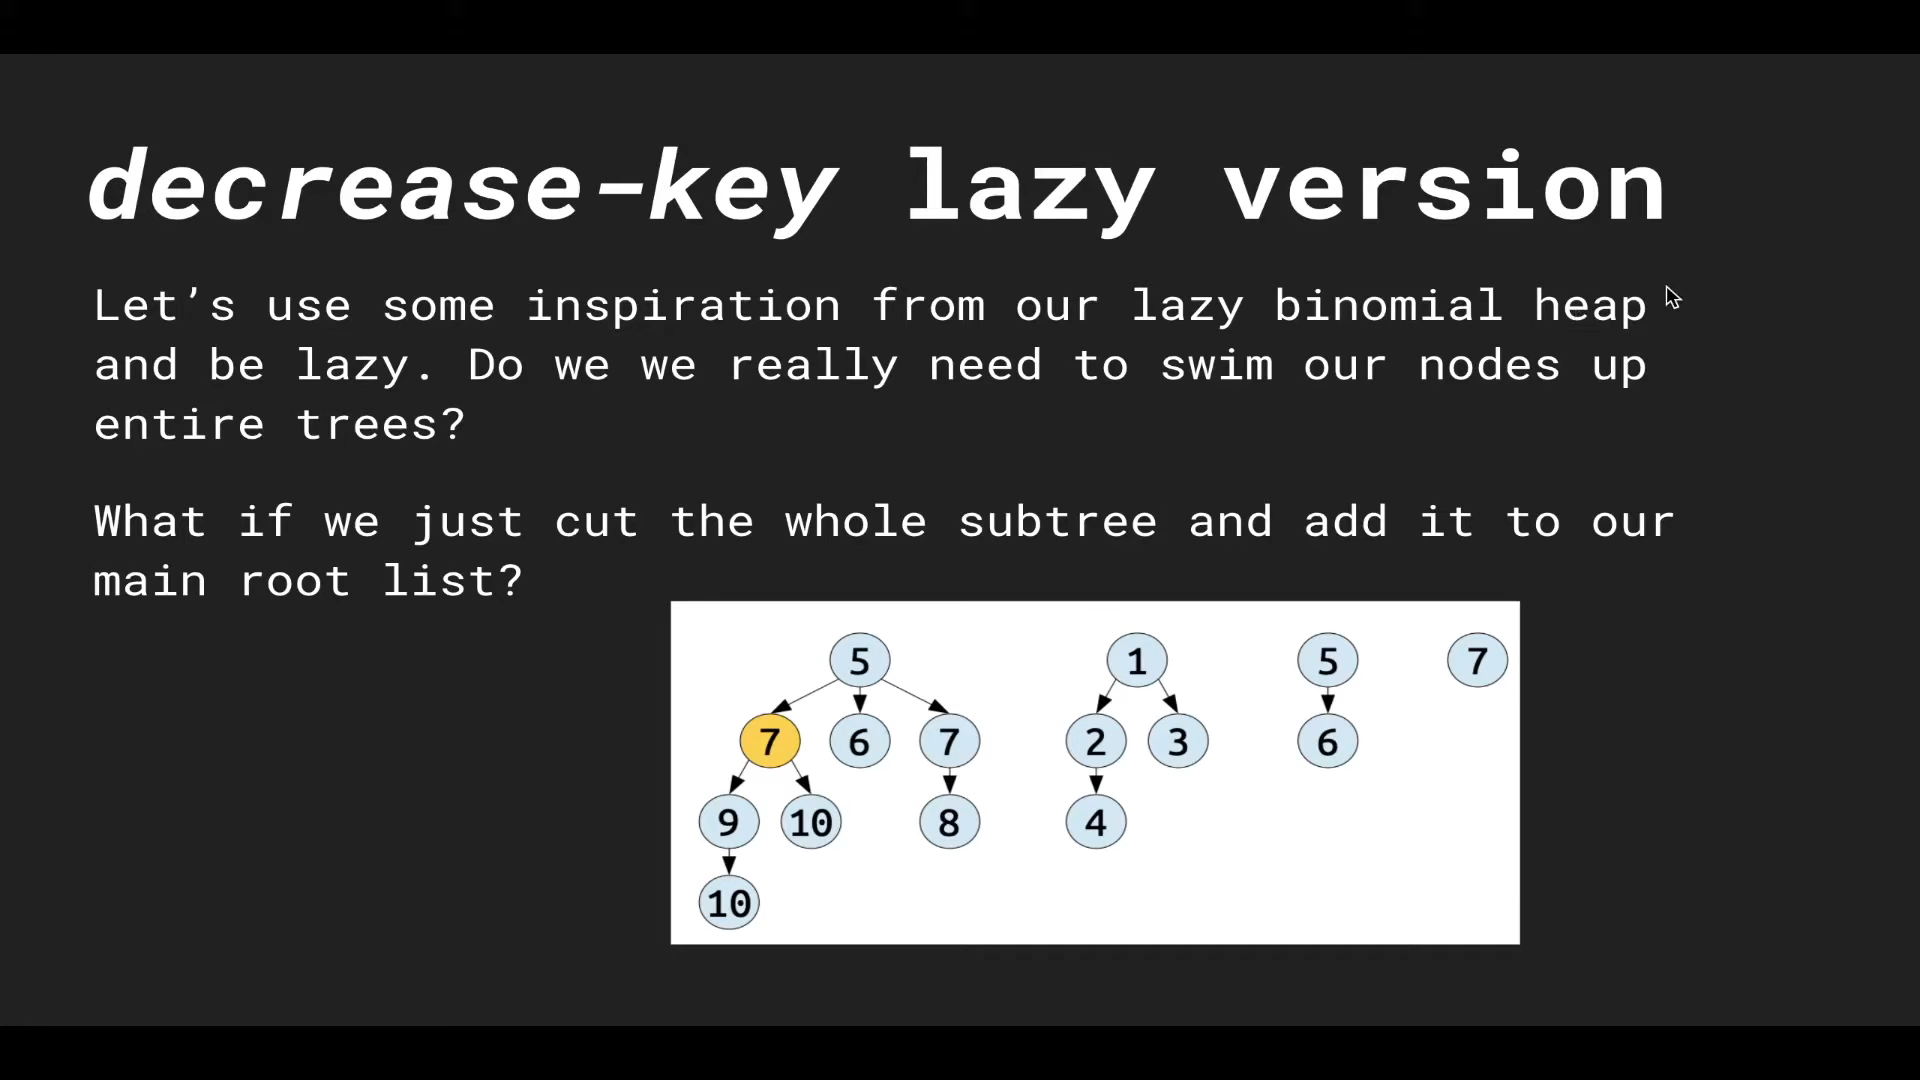 decrease-key lazy version
Let’s use some inspiration from our lazy binomial heap
and be lazy. Do we we really need to swim our nodes up
entire trees?
What if we just cut the whole subtree and add it to our
main root list?
5 1 5 7
7 6 7 2 3 6
9 10 8 4
10